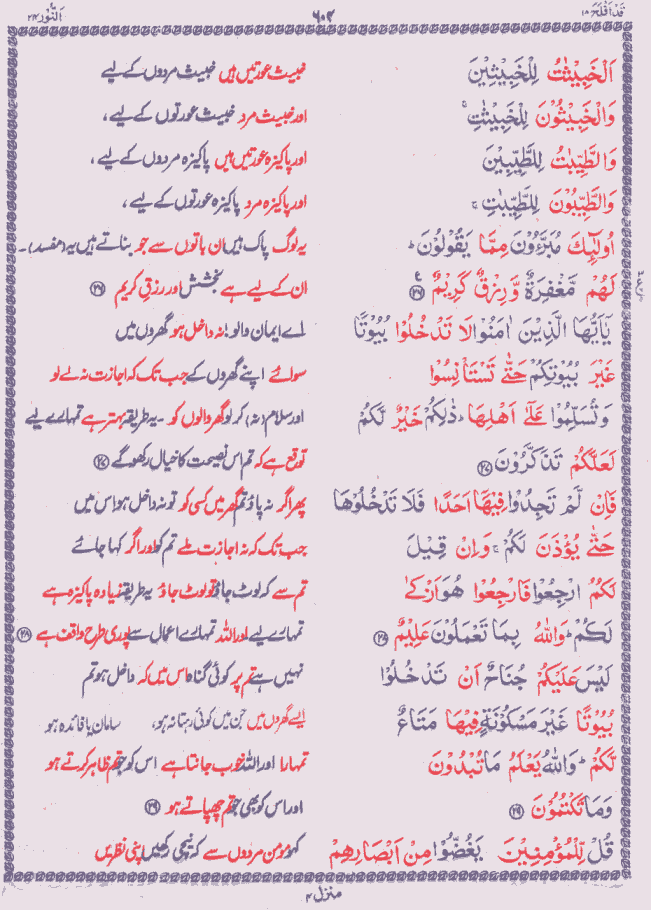 قَدْ اَفْلَحَ ۱۸
۶۰۴
اَلنُّوْر ۲۴
اَلْخَبِيْثٰتُ لِلْخَبِيْثِيْنَ خبیث عورتیں ہیں خبیث مردوں کے لیے
وَالْخَبِيْثُوْنَ لِلْخَبِيْثٰتِ ۚ اور خبیث مرد خبیث عورتوں کے لیے ،
وَالطَّيِّبٰتُ لِلطَّيِّبِيْنَ اور پاکیزہ عورتیں ہیں پاکیزہ مردوں کے لیے ،
وَالطَّيِّبُوْنَ لِلطَّيِّبٰتِ ۚ اور پاکیزہ مرد پاکیزہ عورتوں کے لیے ،
اُولٰٓئِكَ مُبَرَّءُوْنَ مِمَّا يَقُوْلُوْنَ ؕ یہ لوگ پاک ہیں ان باتوں سے جو بناتے ہیں یہ (مفسد) ۔
لَهُمْ مَّغْفِرَةٌ وَّرِزْقٌ كَرِيْمٌ ۲۶ ان کے لیے ہے بخشش اور رزقِ کریم ۲۶
يٰۤاَيُّهَا الَّذِيْنَ اٰمَنُوْا لَا تَدْخُلُوْا بُيُوْتًا اے ایمان والو! نہ داخل ہو گھروں میں
غَيْرَ بُيُوْتِكُمْ حَتّٰى تَسْتَاْنِسُوْا سوائے اپنے گھروں کے جب تک کہ اجازت نہ لے لو
وَتُسَلِّمُوْا عَلٰٓى اَهْلِهَا ؕ ذٰلِكُمْ خَيْرٌ لَّكُمْ اور سلام (نہ) کر لو گھر والوں کو ۔ یہ طریقہ بہتر ہے تمہارے لیے
لَعَلَّكُمْ تَذَكَّرُوْنَ ۲۷ توقع ہے کہ تم اس نصیحت کا خیال رکھو گے ۲۷
فَاِنْ لَّمْ تَجِدُوْا فِيْهَاۤ اَحَدًا فَلَا تَدْخُلُوْهَا پھر اگر نہ پاؤ تم گھر میں کسی کو تو نہ داخل ہو اس میں
حَتّٰى يُؤْذَنَ لَكُمْ ۚ وَاِنْ قِيْلَ جب تک کہ نہ اجازت ملے تم کو اور اگر کہا جائے
لَكُمُ ارْجِعُوْا فَارْجِعُوْا هُوَ اَزْكٰى تم سے کہ لوٹ جاؤ تو لوٹ جاؤ یہ طریقہ زیادہ پاکیزہ ہے
لَكُمْ ؕ وَاللّٰهُ بِمَا تَعْمَلُوْنَ عَلِيْمٌ ۲۸ تمہارے لیے اور اللہ تمہارے اعمال سے پوری طرح واقف ہے ۲۸
لَيْسَ عَلَيْكُمْ جُنَاحٌ اَنْ تَدْخُلُوْا نہیں ہے تم پر کوئی گناہ اس میں کہ داخل ہو تم
بُيُوْتًا غَيْرَ مَسْكُوْنَةٍ فِيْهَا مَتَاعٌ ایسے گھروں میں جن میں کوئی رہتا نہ ہو، سامان یا فائدہ ہو
لَّكُمْ ؕ وَاللّٰهُ يَعْلَمُ مَا تُبْدُوْنَ تمہارا اور اللہ خوب جانتا ہے اس کو جو تم ظاہر کرتے ہو
وَمَا تَكْتُمُوْنَ ۲۹ اور اس کو بھی جو تم چھپاتے ہو ۲۹
قُلْ لِّلْمُؤْمِنِيْنَ يَغُضُّوْا مِنْ اَبْصَارِهِمْ کہو مومن مردوں سے کہ نیچی رکھیں اپنی نظریں
منزل ۴